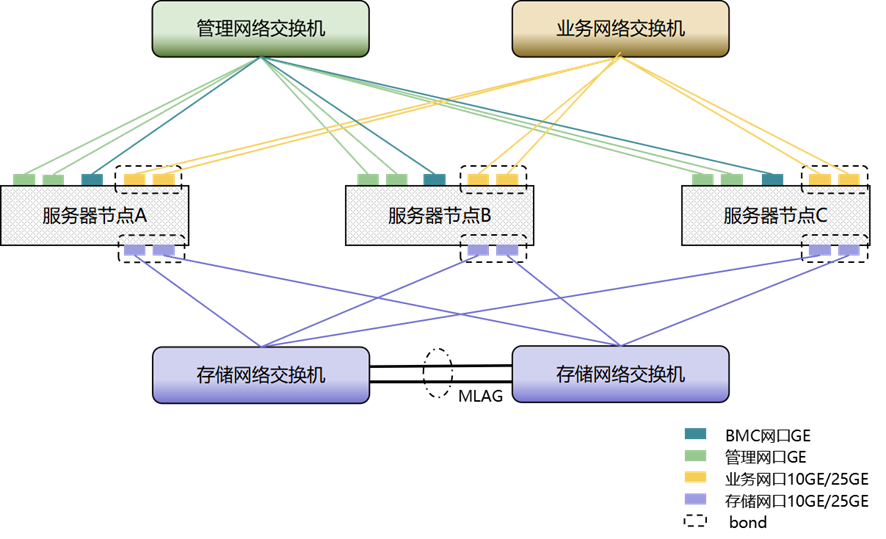 管理网络交换机
业务网络交换机
服务器节点A
服务器节点B
服务器节点C
存储网络交换机
存储网络交换机
MLAG
BMC网口GE
管理网口GE
业务网口10GE/25GE
存储网口10GE/25GE
bond